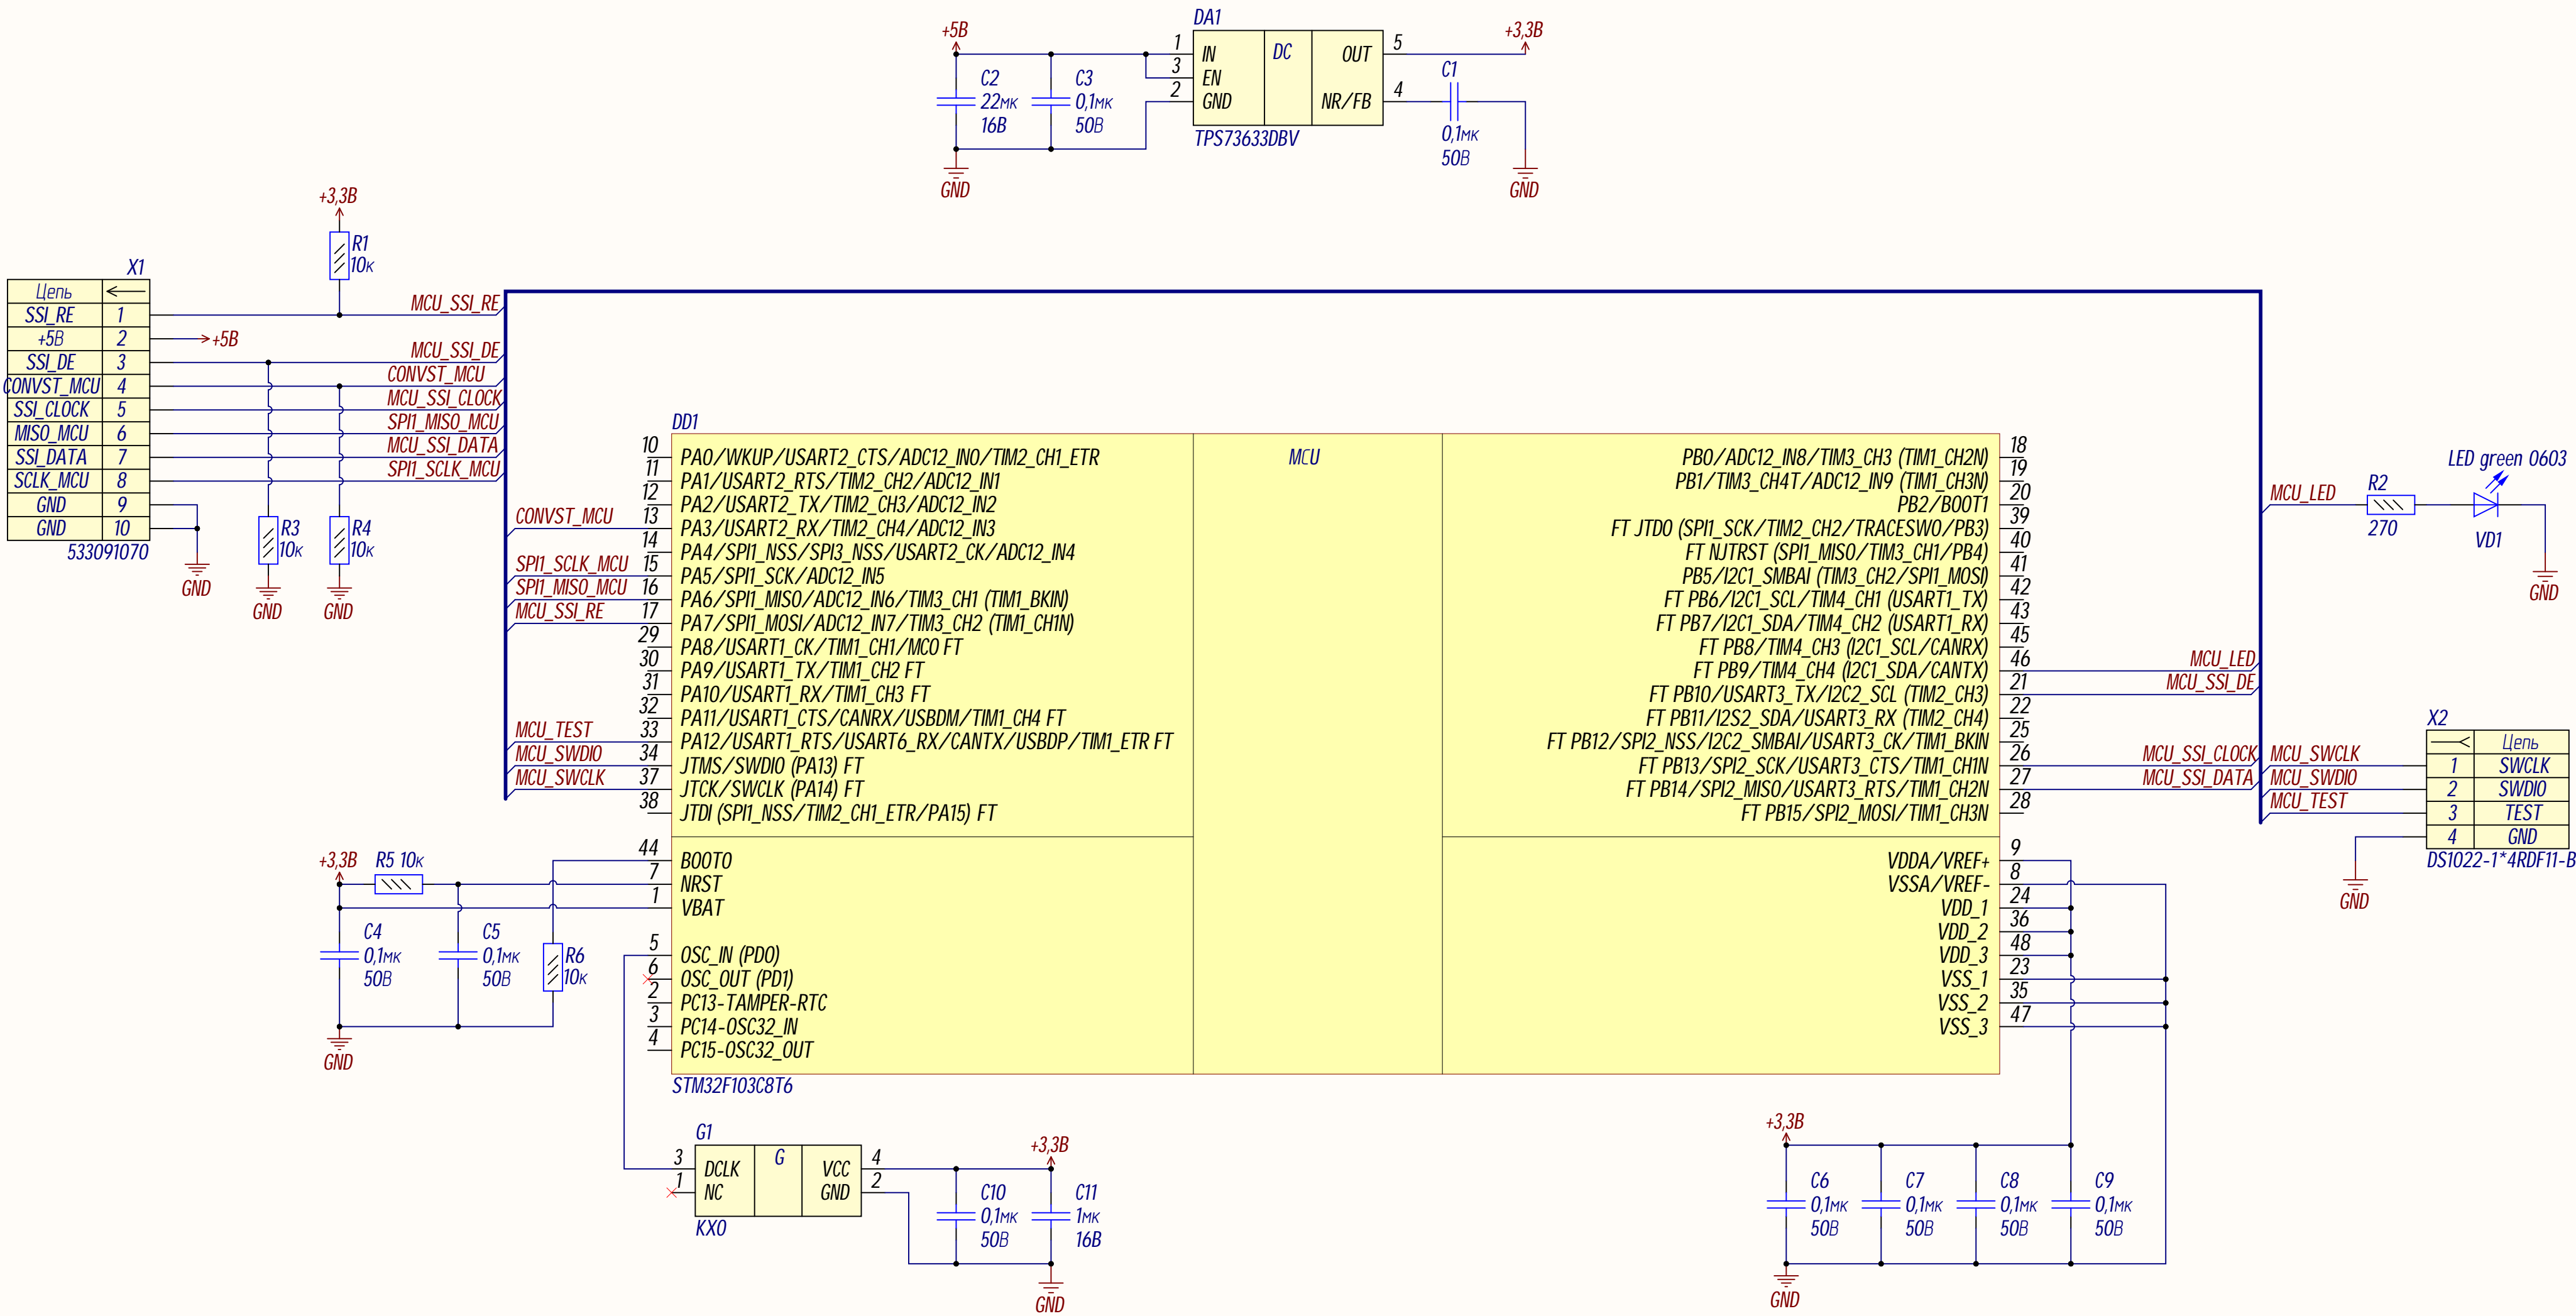 DA1
+5В
C2
22мк
16В
C3
0,1мк
50В
1 IN
3 EN
2 GND
DC
OUT 5
NR/FB 4
TPS73633DBV
+3,3В
C1
0,1мк
50В
GND
GND
+3,3В
R1
10к
X1
Цепь
SSI_RE 1
+5В 2
SSI_DE 3
CONVST_MCU 4
SSI_CLOCK 5
MISO_MCU 6
SSI_DATA 7
SCLK_MCU 8
GND 9
GND 10
533091070
MCU_SSI_RE
+5В
MCU_SSI_DE
CONVST_MCU
MCU_SSI_CLOCK
SPI1_MISO_MCU
MCU_SSI_DATA
SPI1_SCLK_MCU
GND
R3
10к
GND
R4
10к
GND
DD1
MCU
10 PA0/WKUP/USART2_CTS/ADC12_IN0/TIM2_CH1_ETR
11 PA1/USART2_RTS/TIM2_CH2/ADC12_IN1
12 PA2/USART2_TX/TIM2_CH3/ADC12_IN2
CONVST_MCU 13 PA3/USART2_RX/TIM2_CH4/ADC12_IN3
14 PA4/SPI1_NSS/SPI3_NSS/USART2_CK/ADC12_IN4
SPI1_SCLK_MCU 15 PA5/SPI1_SCK/ADC12_IN5
SPI1_MISO_MCU 16 PA6/SPI1_MISO/ADC12_IN6/TIM3_CH1 (TIM1_BKIN)
MCU_SSI_RE 17 PA7/SPI1_MOSI/ADC12_IN7/TIM3_CH2 (TIM1_CH1N)
29 PA8/USART1_CK/TIM1_CH1/MCO FT
30 PA9/USART1_TX/TIM1_CH2 FT
31 PA10/USART1_RX/TIM1_CH3 FT
32 PA11/USART1_CTS/CANRX/USBDM/TIM1_CH4 FT
MCU_TEST 33 PA12/USART1_RTS/USART6_RX/CANTX/USBDP/TIM1_ETR FT
MCU_SWDIO 34 JTMS/SWDIO (PA13) FT
MCU_SWCLK 37 JTCK/SWCLK (PA14) FT
38 JTDI (SPI1_NSS/TIM2_CH1_ETR/PA15) FT
44 BOOT0
7 NRST
1 VBAT
5 OSC_IN (PD0)
6 OSC_OUT (PD1)
2 PC13-TAMPER-RTC
3 PC14-OSC32_IN
4 PC15-OSC32_OUT
STM32F103C8T6
PB0/ADC12_IN8/TIM3_CH3 (TIM1_CH2N) 18
PB1/TIM3_CH4T/ADC12_IN9 (TIM1_CH3N) 19
PB2/BOOT1 20
FT JTDO (SPI1_SCK/TIM2_CH2/TRACESWO/PB3) 39
FT NJTRST (SPI1_MISO/TIM3_CH1/PB4) 40
PB5/I2C1_SMBAI (TIM3_CH2/SPI1_MOSI) 41
FT PB6/I2C1_SCL/TIM4_CH1 (USART1_TX) 42
FT PB7/I2C1_SDA/TIM4_CH2 (USART1_RX) 43
FT PB8/TIM4_CH3 (I2C1_SCL/CANRX) 45
FT PB9/TIM4_CH4 (I2C1_SDA/CANTX) 46 MCU_LED
FT PB10/USART3_TX/I2C2_SCL (TIM2_CH3) 21 MCU_SSI_DE
FT PB11/I2S2_SDA/USART3_RX (TIM2_CH4) 22
FT PB12/SPI2_NSS/I2C2_SMBAI/USART3_CK/TIM1_BKIN 25
FT PB13/SPI2_SCK/USART3_CTS/TIM1_CH1N 26 MCU_SSI_CLOCK
FT PB14/SPI2_MISO/USART3_RTS/TIM1_CH2N 27 MCU_SSI_DATA
FT PB15/SPI2_MOSI/TIM1_CH3N 28
VDDA/VREF+ 9
VSSA/VREF- 8
VDD_1 24
VDD_2 36
VDD_3 48
VSS_1 23
VSS_2 35
VSS_3 47
LED green 0603
MCU_LED
R2
270
VD1
GND
X2
Цепь
MCU_SWCLK 1 SWCLK
MCU_SWDIO 2 SWDIO
MCU_TEST 3 TEST
4 GND
DS1022-1*4RDF11-B
GND
+3,3В
R5 10к
C4
0,1мк
50В
C5
0,1мк
50В
R6
10к
GND
G1
3 DCLK
1 NC
G
VCC 4
GND 2
KX0
+3,3В
C10
0,1мк
50В
C11
1мк
16В
GND
+3,3В
C6
0,1мк
50В
C7
0,1мк
50В
C8
0,1мк
50В
C9
0,1мк
50В
GND